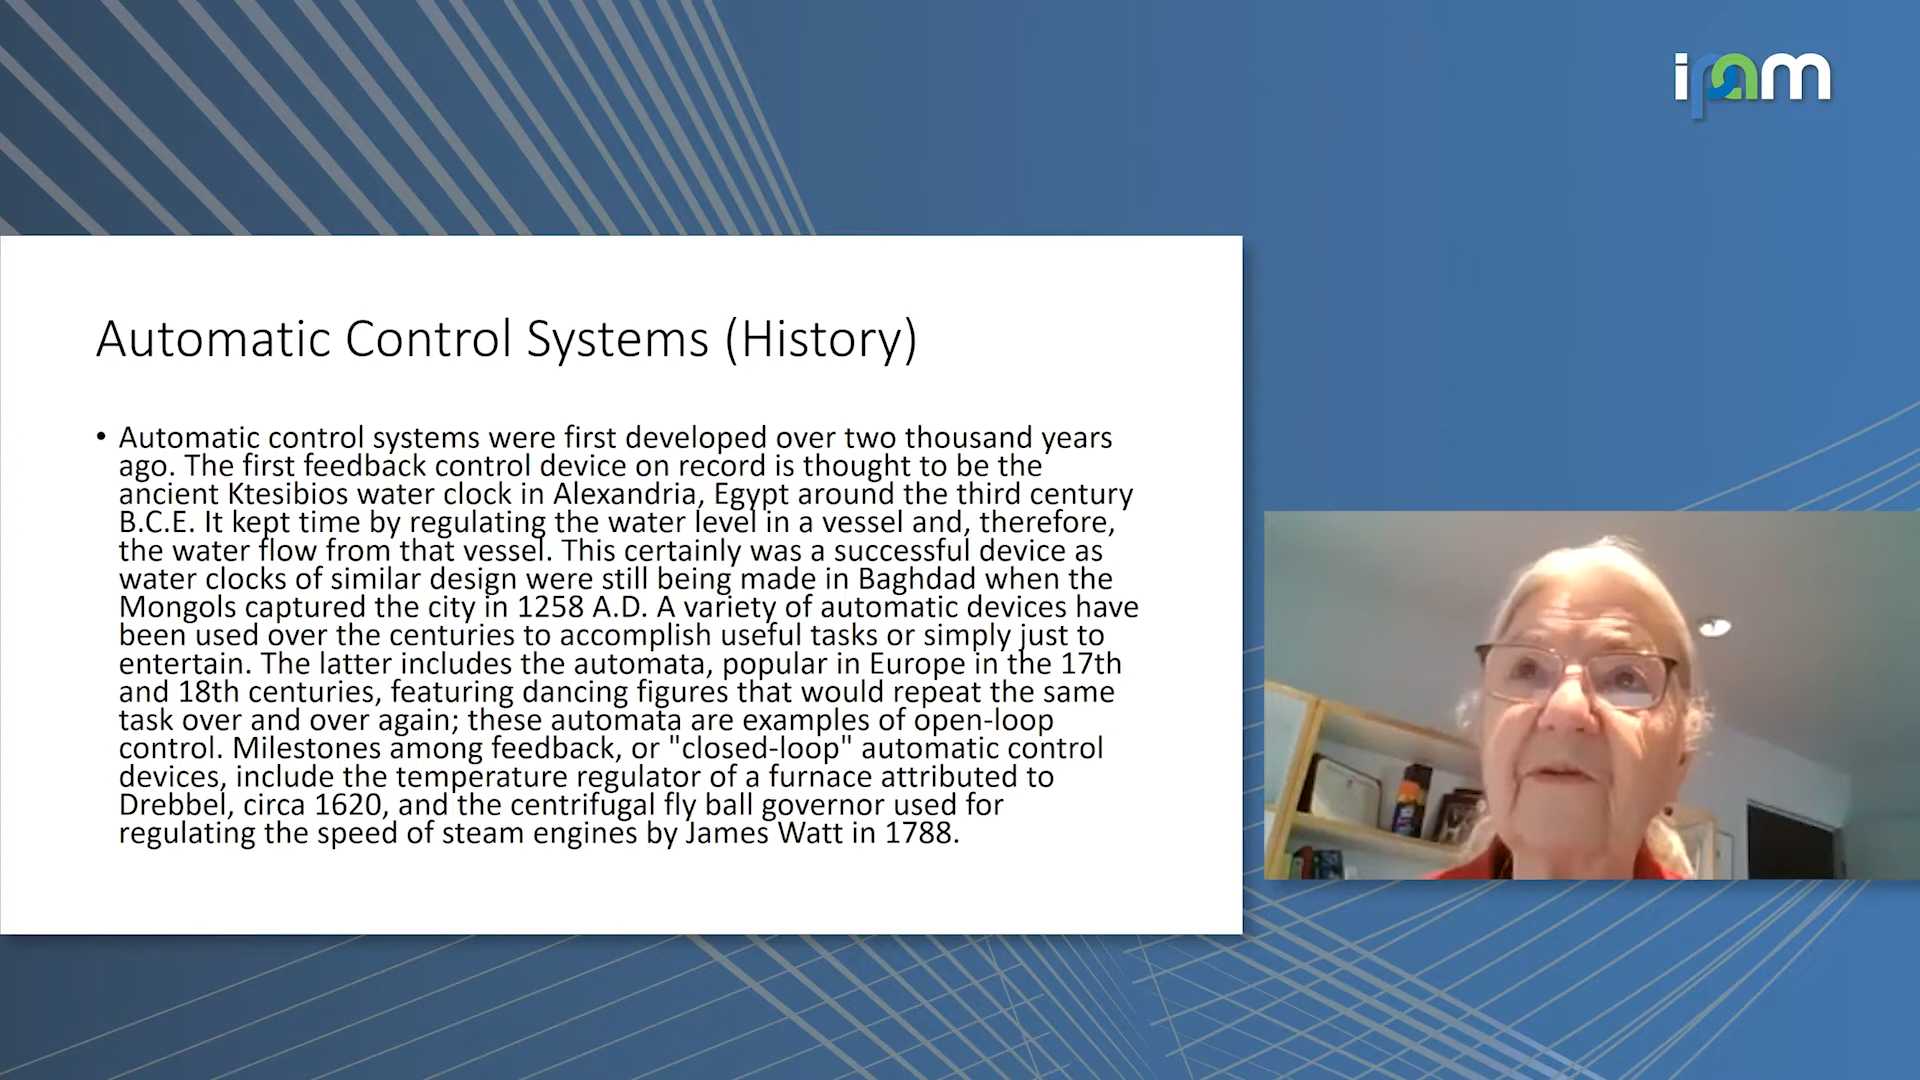 ipam
Automatic Control Systems (History)
• Automatic control systems were first developed over two thousand years
ago. The first feedback control device on record is thought to be the
ancient Ktesibios water clock in Alexandria, Egypt around the third century
B.C.E. It kept time by regulating the water level in a vessel and, therefore,
the water flow from that vessel. This certainly was a successful device as
water clocks of similar design were still being made in Baghdad when the
Mongols captured the city in 1258 A.D. A variety of automatic devices have
been used over the centuries to accomplish useful tasks or simply just to
entertain. The latter includes the automata, popular in Europe in the 17th
and 18th centuries, featuring dancing figures that would repeat the same
task over and over again; these automata are examples of open-loop
control. Milestones among feedback, or "closed-loop" automatic control
devices, include the temperature regulator of a furnace attributed to
Drebbel, circa 1620, and the centrifugal fly ball governor used for
regulating the speed of steam engines by James Watt in 1788.